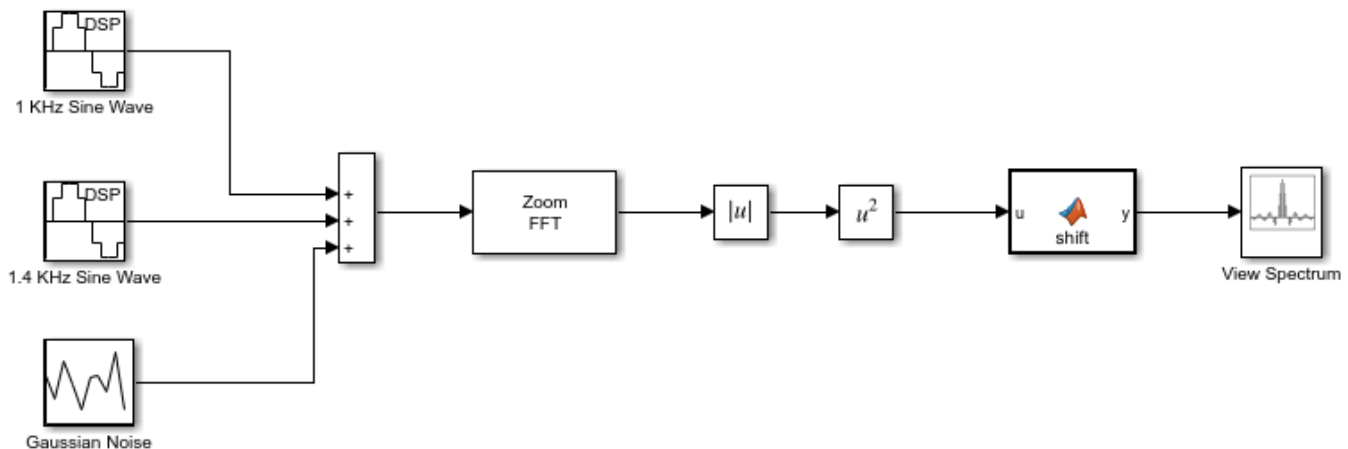 DSP
1 KHz Sine Wave
DSP
1.4 KHz Sine Wave
Gaussian Noise
+
+
+
Zoom
FFT
|u|
u²
u
y
shift
View Spectrum